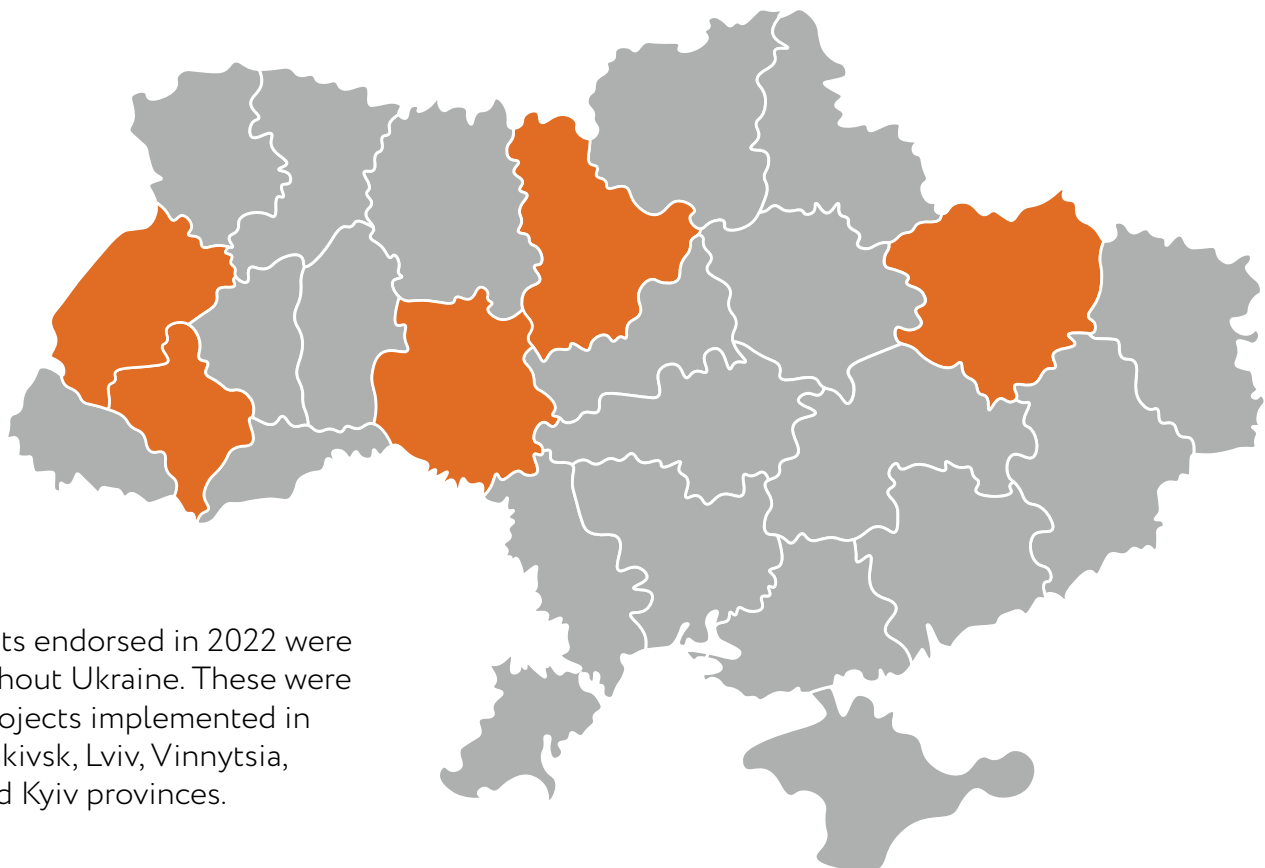 ts endorsed in 2022 were
hout Ukraine. These were
ojects implemented in
kivsk, Lviv, Vinnytsia,
d Kyiv provinces.